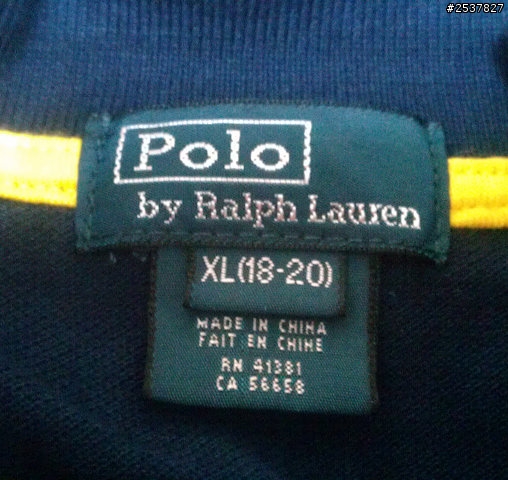 #2537827
Polo
by Ralph Lauren
XL(18-20)
MADE IN CHINA
FAIT EN CHINE
RN 41381
CA 56658